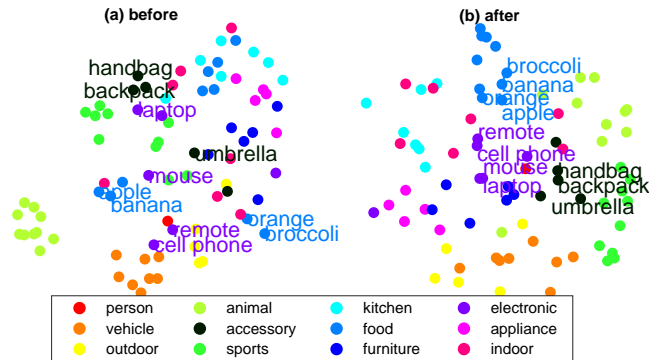 (a) before
(b) after
handbag
backpack
laptop
umbrella
mouse
apple
banana
orange
remote
broccoli
cell phone
broccoli
banana
orange
apple
remote
cell phone
mouse
handbag
laptop
backpack
umbrella
person
animal
kitchen
electronic
vehicle
accessory
food
appliance
outdoor
sports
furniture
indoor